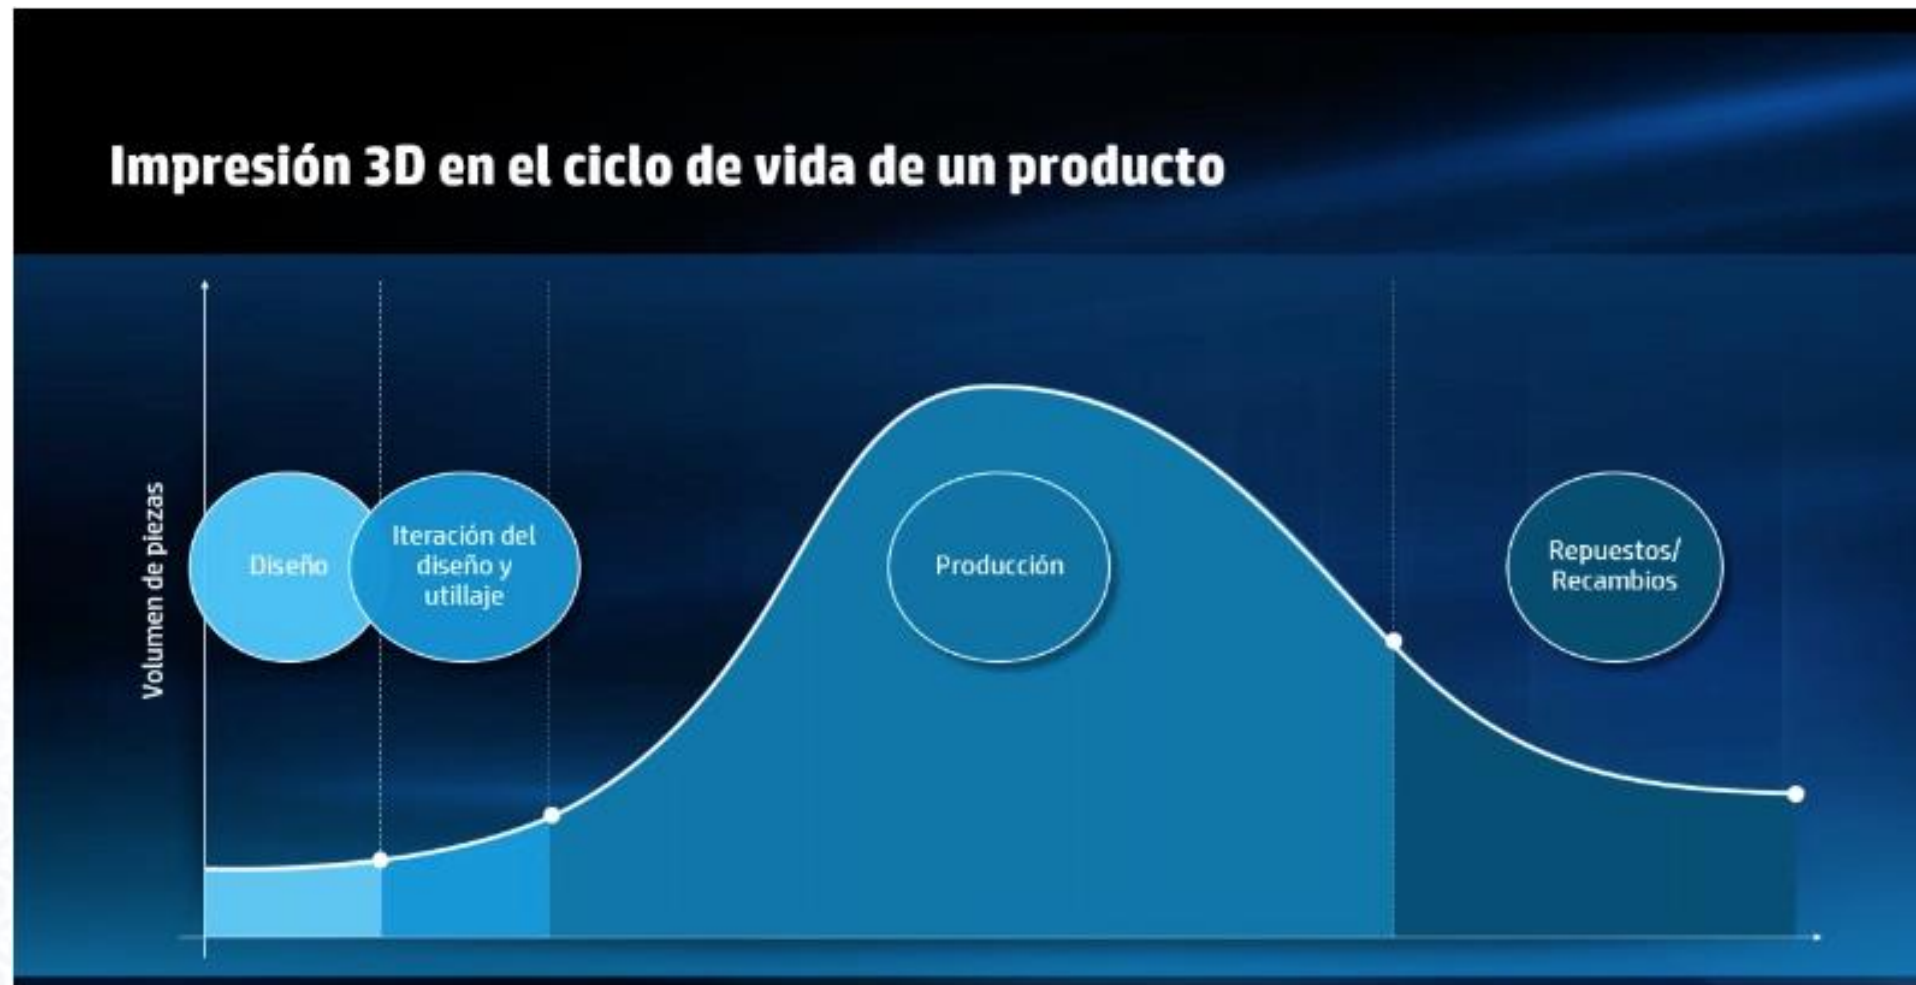 Impresión 3D en el ciclo de vida de un producto
Volumen de piezas
Diseño
Iteración del
diseño y
utillaje
Producción
Repuestos/
Recambios